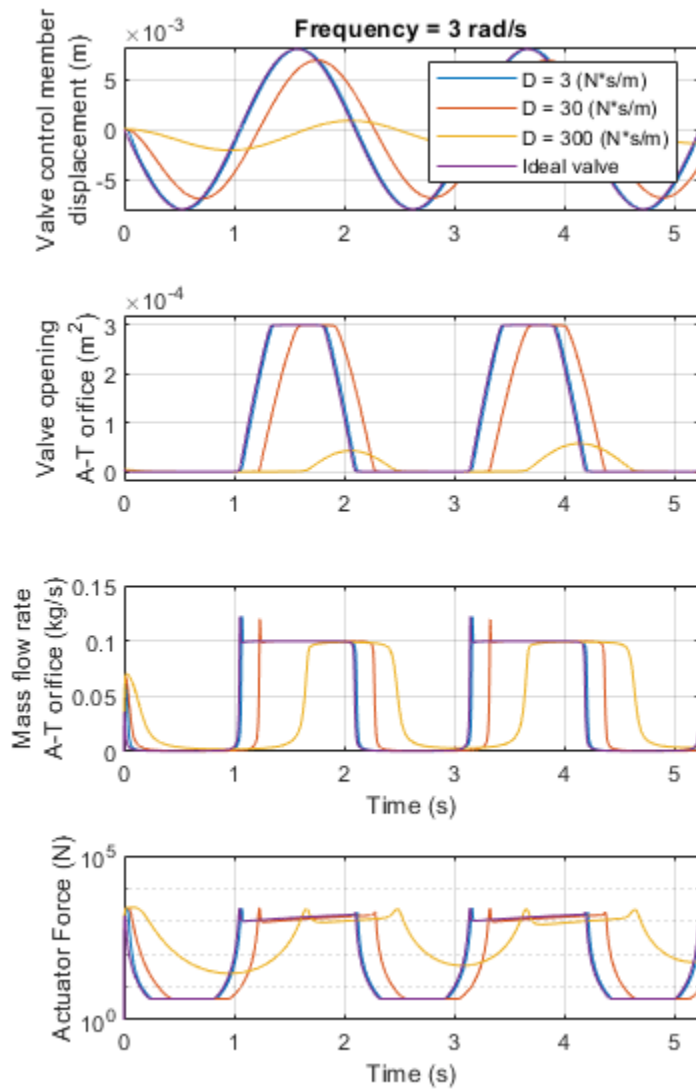 Frequency = 3 rad/s
×10⁻³
Valve control member
displacement (m)
5
0
-5
D = 3 (N*s/m)
D = 30 (N*s/m)
D = 300 (N*s/m)
Ideal valve
0 1 2 3 4 5
×10⁻⁴
Valve opening
A-T orifice (m²)
3
2
1
0
0 1 2 3 4 5
Mass flow rate
A-T orifice (kg/s)
0.15
0.1
0.05
0
0 1 2 3 4 5
Time (s)
Actuator Force (N)
10⁵
10⁰
0 1 2 3 4 5
Time (s)